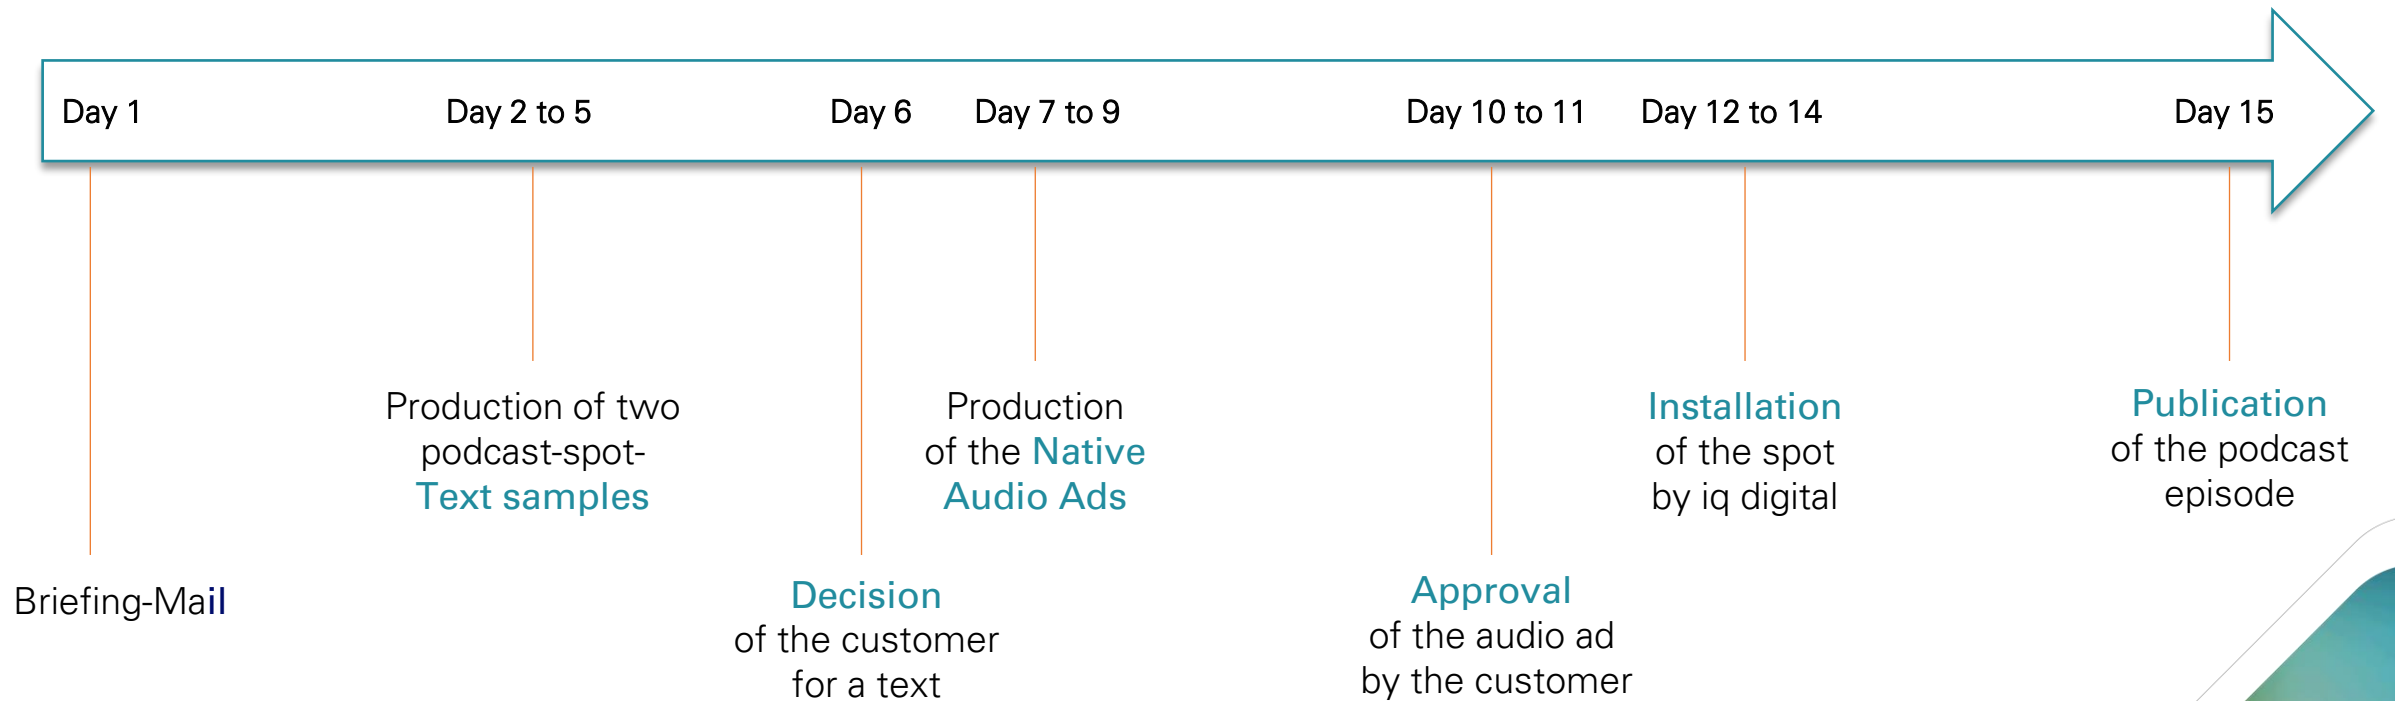 Day 1
Day 2 to 5
Day 6
Day 7 to 9
Day 10 to 11
Day 12 to 14
Day 15
Briefing-Mail
Production of two
podcast-spot-
Text samples
Decision
of the customer
for a text
Production
of the Native
Audio Ads
Approval
of the audio ad
by the customer
Installation
of the spot
by iq digital
Publication
of the podcast
episode